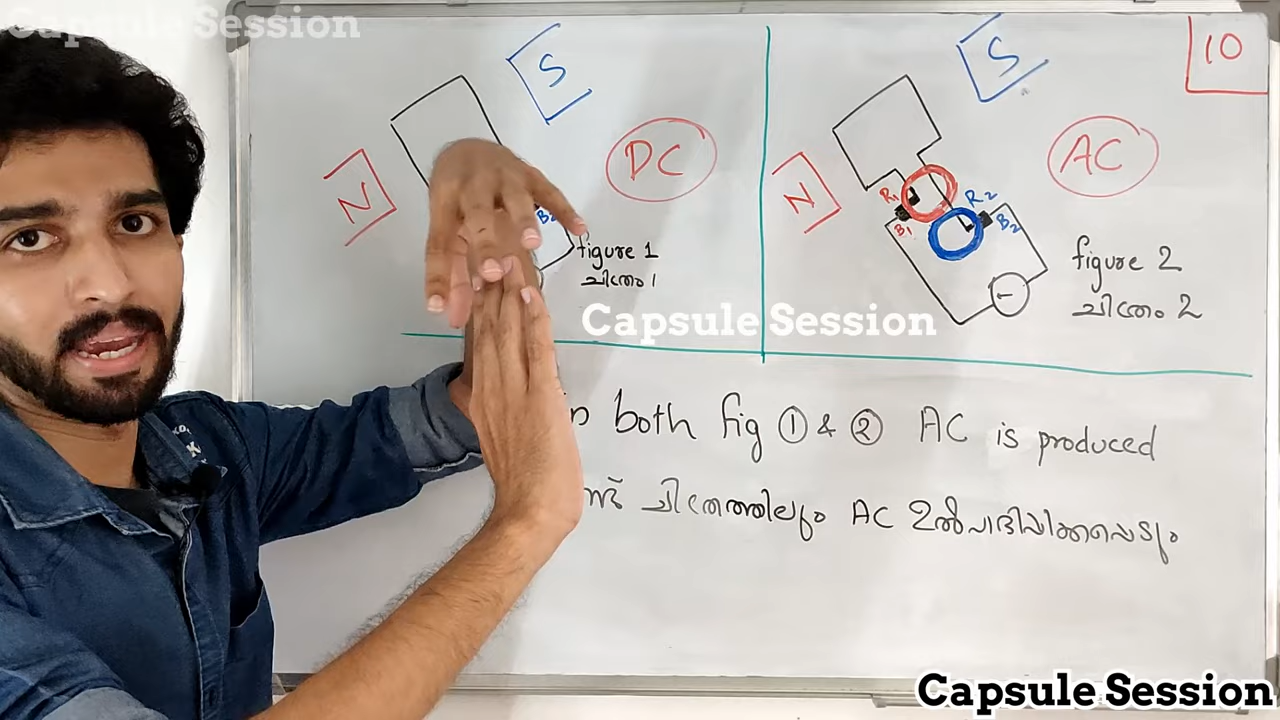 Capsule Session
S
DC
N
B2
figure 1
ചിത്രം 1
S
10
AC
N
R1
R2
B1
B2
figure 2
ചിത്രം 2
Capsule Session
both fig ① & ② AC is produced
ചിത്രത്തിലും AC ഉൽപാദിപ്പിക്കപ്പെടും
Capsule Session